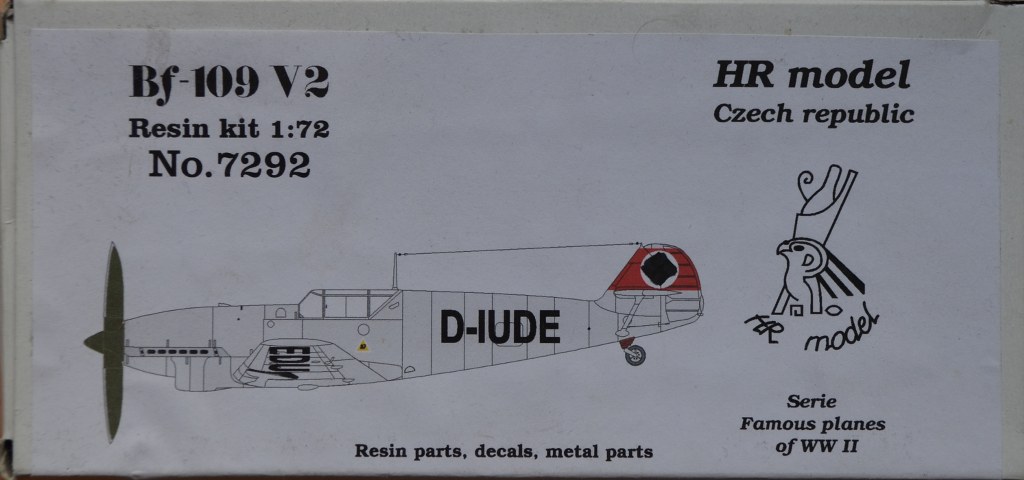 Bf-109 V2
Resin kit 1:72
No.7292
HR model
Czech republic
D-IUDE
HR model
Serie
Famous planes
of WW II
Resin parts, decals, metal parts